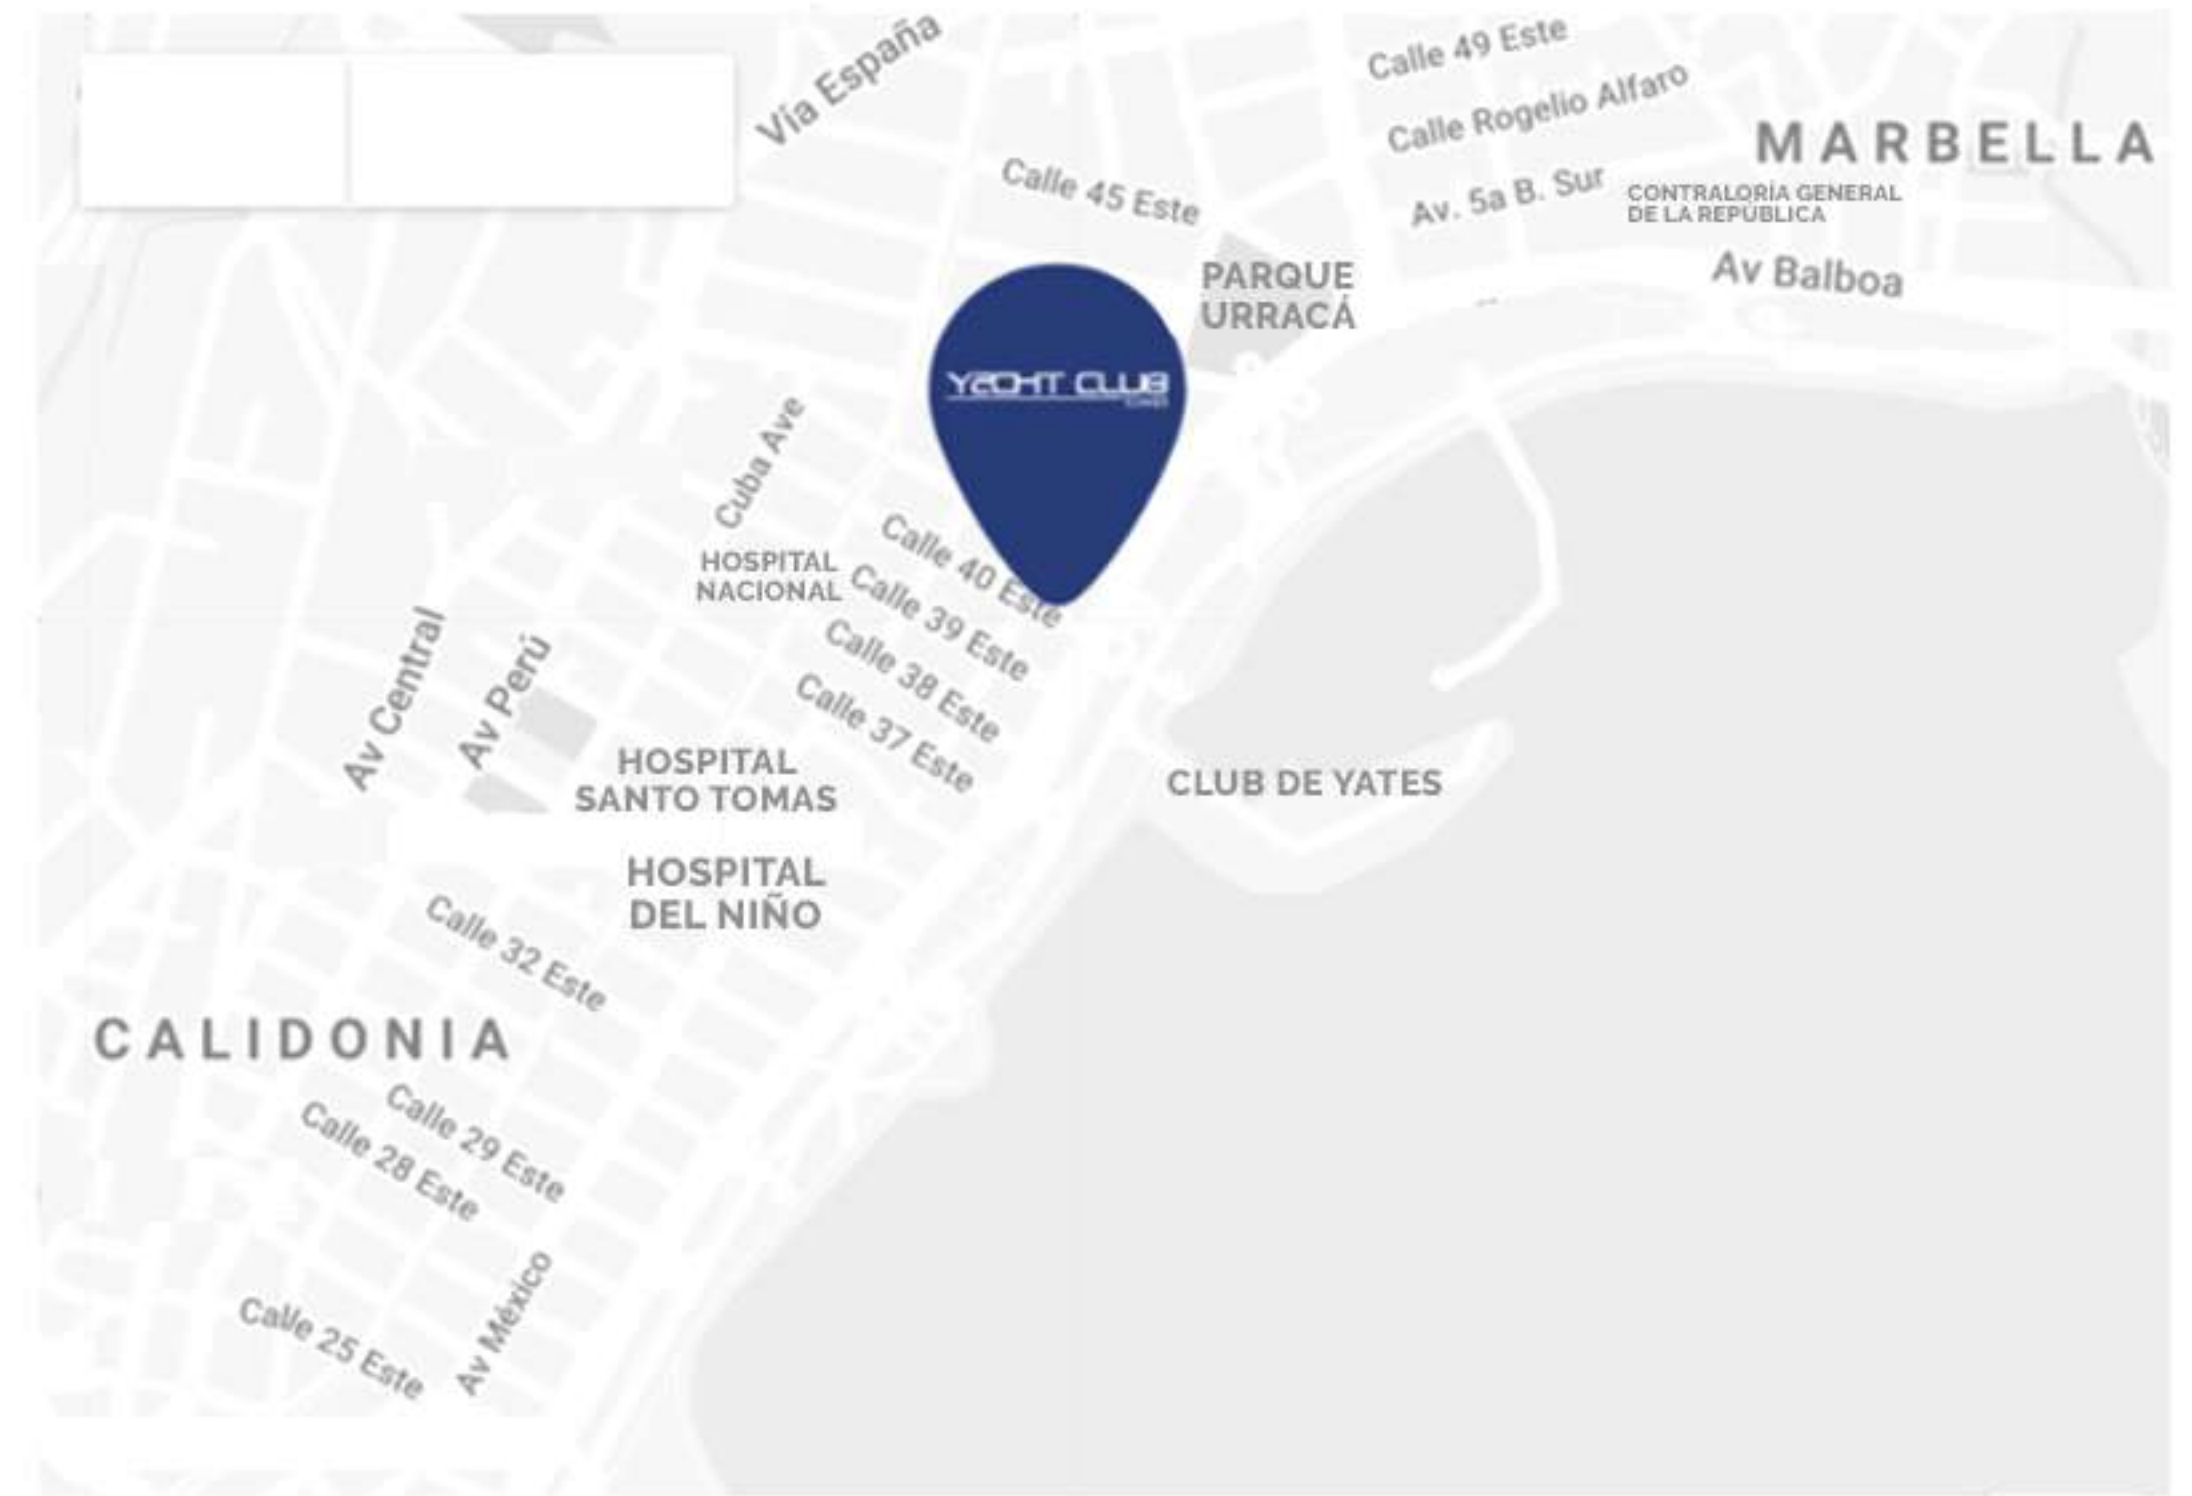 Vía España
Calle 49 Este
Calle Rogelio Alfaro
MARBELLA
Calle 45 Este
Av. 5a B. Sur
CONTRALORÍA GENERAL
DE LA REPÚBLICA
Av Balboa
PARQUE
URRACÁ
YACHT CLUB
Cuba Ave
Calle 40 Este
HOSPITAL
NACIONAL
Calle 39 Este
Calle 38 Este
Calle 37 Este
Av Central
Av Perú
HOSPITAL
SANTO TOMAS
CLUB DE YATES
HOSPITAL
DEL NIÑO
Calle 32 Este
CALIDONIA
Calle 29 Este
Calle 28 Este
Av México
Calle 25 Este